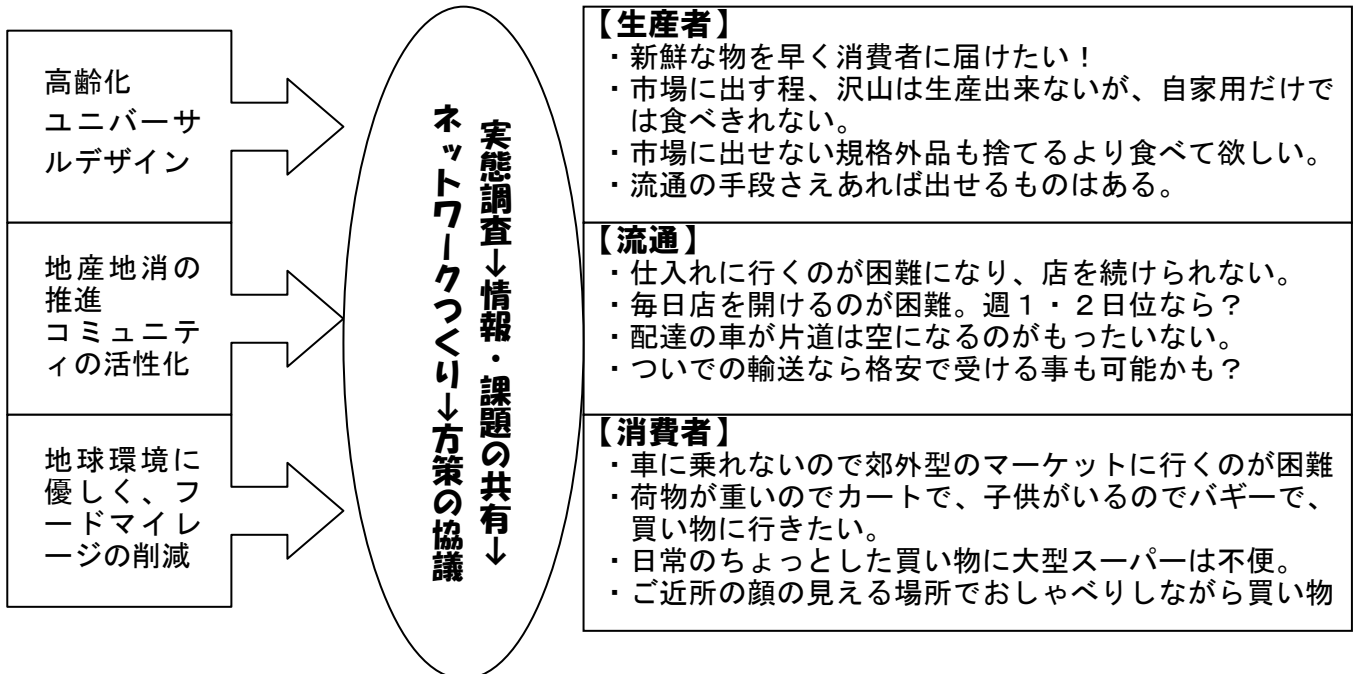 高齢化
ユニバーサ
ルデザイン
地産地消の
推進
コミュニテ
ィの活性化
地球環境に
優しく、フ
ードマイレ
ージの削減
実態調査→情報・課題の共有→
ネットワークつくり→方策の協議
【生産者】
・新鮮な物を早く消費者に届けたい！
・市場に出す程、沢山は生産出来ないが、自家用だけで
は食べきれない。
・市場に出せない規格外品も捨てるより食べて欲しい。
・流通の手段さえあれば出せるものはある。
【流通】
・仕入れに行くのが困難になり、店を続けられない。
・毎日店を開けるのが困難。週１・２日位なら？
・配達の車が片道は空になるのがもったいない。
・ついでの輸送なら格安で受ける事も可能かも？
【消費者】
・車に乗れないので郊外型のマーケットに行くのが困難
・荷物が重いのでカートで、子供がいるのでバギーで、
買い物に行きたい。
・日常のちょっとした買い物に大型スーパーは不便。
・ご近所の顔の見える場所でおしゃべりしながら買い物